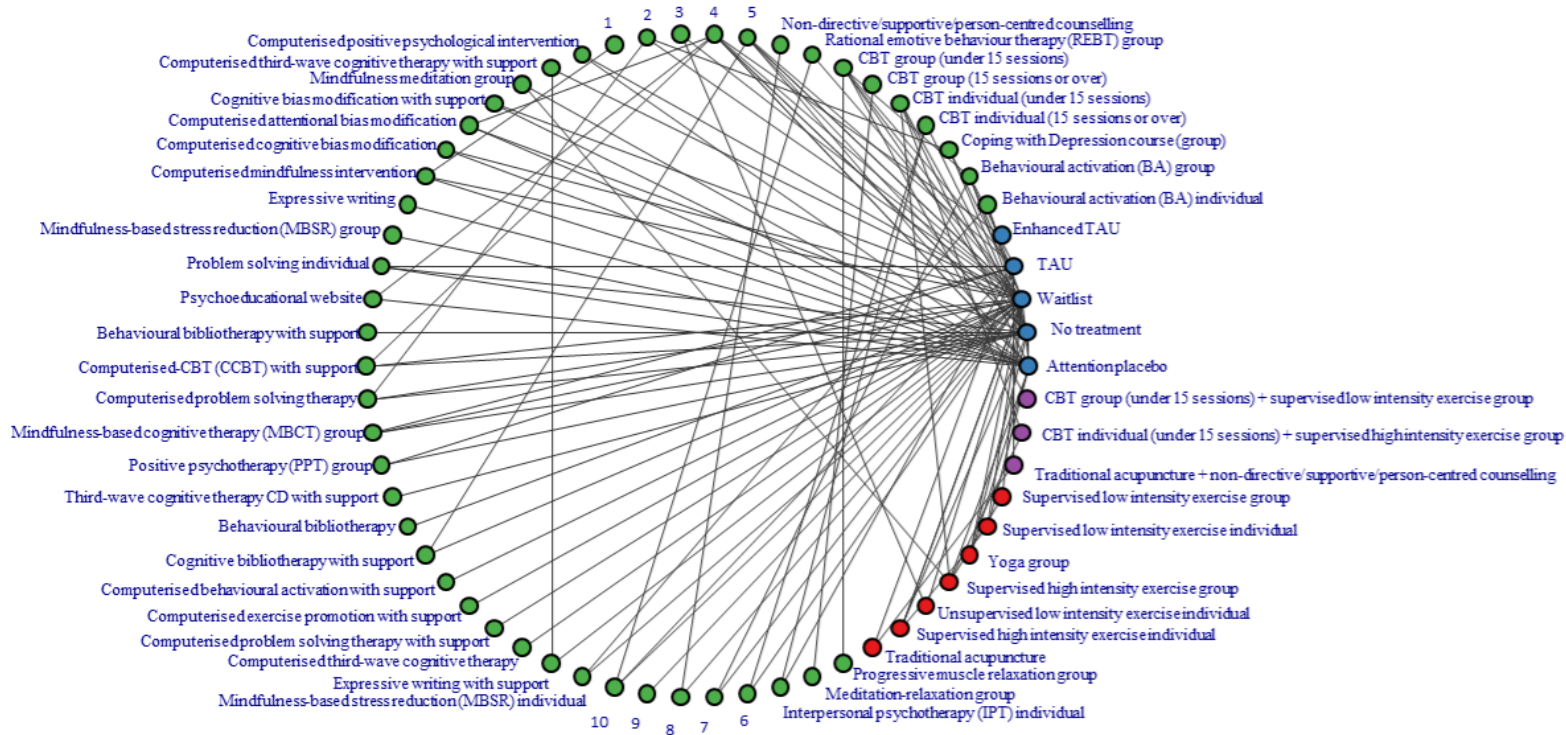 1
2
3
4
5
Non-directive/supportive/person-centred counselling
Rational emotive behaviour therapy (REBT) group
CBT group (under 15 sessions)
CBT group (15 sessions or over)
CBT individual (under 15 sessions)
CBT individual (15 sessions or over)
Coping with Depression course (group)
Behavioural activation (BA) group
Behavioural activation (BA) individual
Enhanced TAU
TAU
Waitlist
No treatment
Attention placebo
CBT group (under 15 sessions) + supervised low intensity exercise group
CBT individual (under 15 sessions) + supervised high intensity exercise group
Traditional acupuncture + non-directive/supportive/person-centred counselling
Supervised low intensity exercise group
Supervised low intensity exercise individual
Yoga group
Supervised high intensity exercise group
Unsupervised low intensity exercise individual
Supervised high intensity exercise individual
Traditional acupuncture
Progressive muscle relaxation group
Meditation-relaxation group
Interpersonal psychotherapy (IPT) individual
6
7
8
9
10
Mindfulness-based stress reduction (MBSR) individual
Expressive writing with support
Computerised third-wave cognitive therapy
Computerised problem solving therapy with support
Computerised exercise promotion with support
Computerised behavioural activation with support
Cognitive bibliotherapy with support
Behavioural bibliotherapy
Third-wave cognitive therapy CD with support
Positive psychotherapy (PPT) group
Mindfulness-based cognitive therapy (MBCT) group
Computerised problem solving therapy
Computerised-CBT (CCBT) with support
Behavioural bibliotherapy with support
Psychoeducational website
Problem solving individual
Mindfulness-based stress reduction (MBSR) group
Expressive writing
Computerised mindfulness intervention
Computerised cognitive bias modification
Computerised attentional bias modification
Cognitive bias modification with support
Mindfulness meditation group
Computerised third-wave cognitive therapy with support
Computerised positive psychological intervention